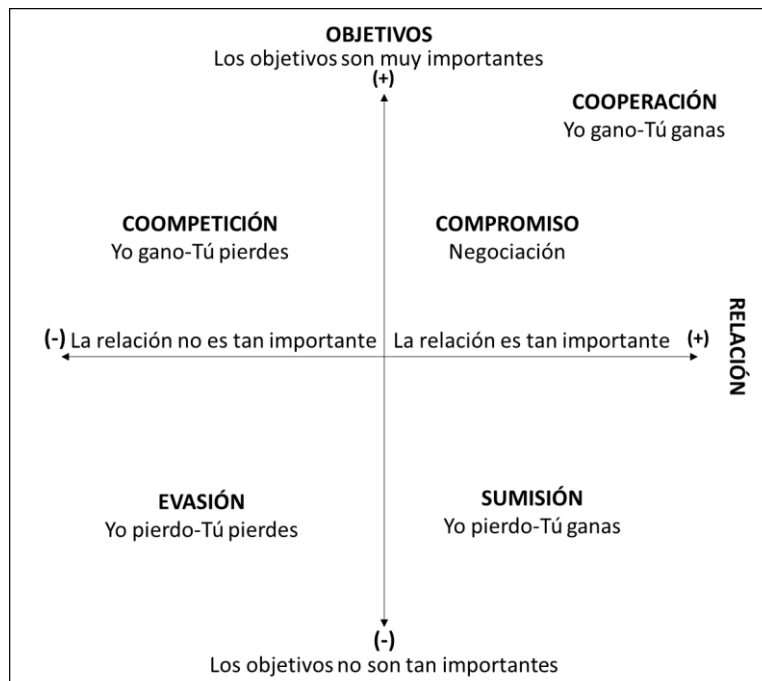 OBJETIVOS
Los objetivos son muy importantes
(+)
COOPERACIÓN
Yo gano-Tú ganas
COOMPETICIÓN
Yo gano-Tú pierdes
COMPROMISO
Negociación
(-) La relación no es tan importante
La relación es tan importante (+)
RELACIÓN
EVASIÓN
Yo pierdo-Tú pierdes
SUMISIÓN
Yo pierdo-Tú ganas
(-)
Los objetivos no son tan importantes